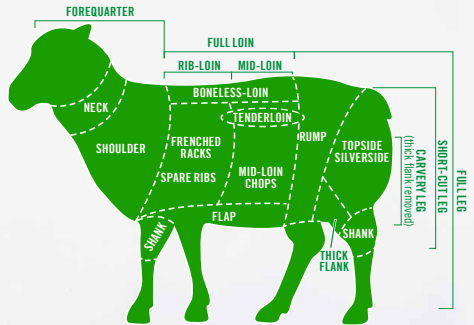 FOREQUARTER
FULL LOIN
RIB-LOIN
MID-LOIN
BONELESS-LOIN
NECK
TENDERLOIN
SHOULDER
FRENCHED
RACKS
RUMP
TOPSIDE
SILVERSIDE
SPARE RIBS
MID-LOIN
CHOPS
FLAP
SHANK
SHANK
THICK
FLANK
CARVERY LEG
(thick flank removed)
SHORT-CUT LEG
FULL LEG